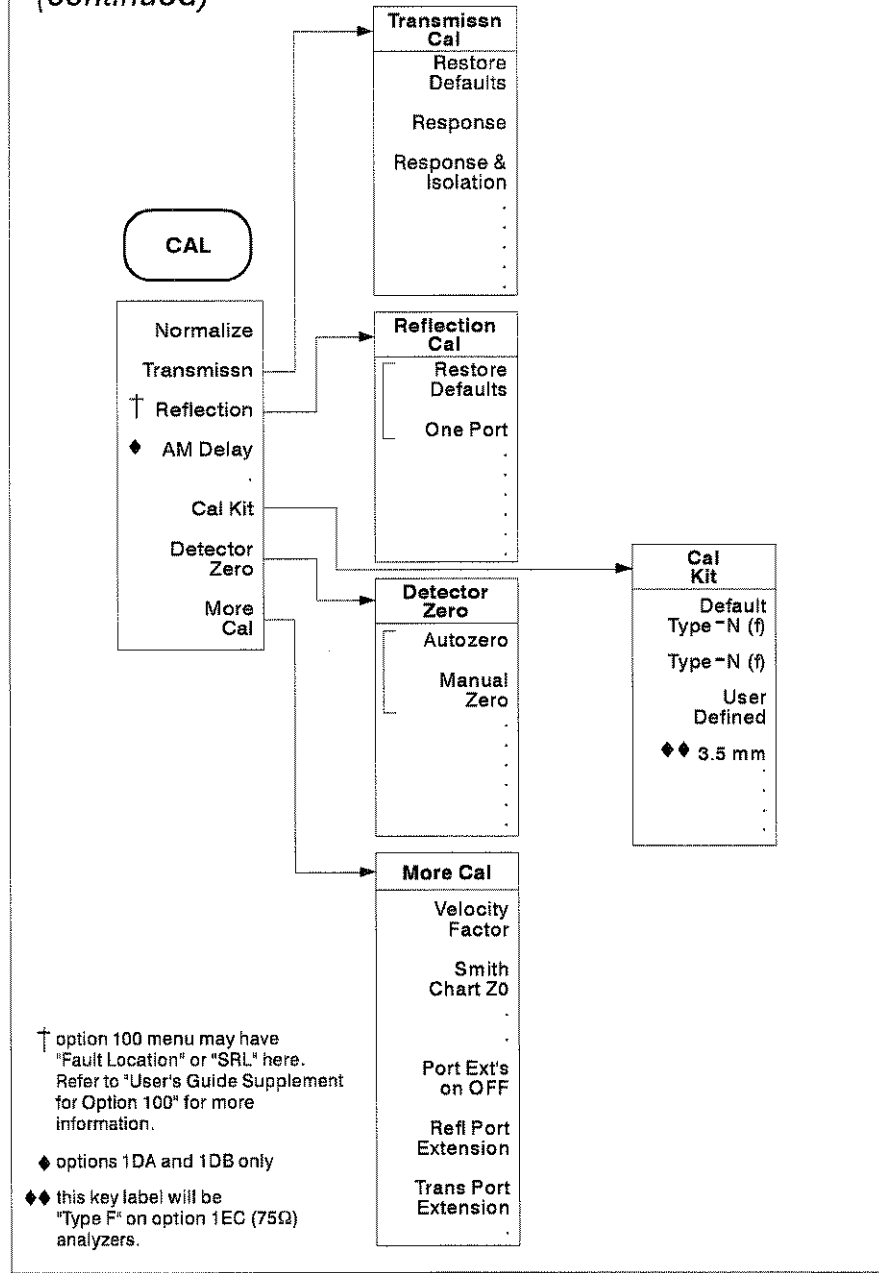 (continued)
Transmissn
Cal
Restore
Defaults
Response
Response &
Isolation
.
.
.
.
CAL
Normalize
Transmissn
† Reflection
♦ AM Delay
.
Cal Kit
Detector
Zero
More
Cal
Reflection
Cal
Restore
Defaults
One Port
.
.
.
.
.
Detector
Zero
Autozero
Manual
Zero
.
.
.
.
.
Cal
Kit
Default
Type-N (f)
Type-N (f)
User
Defined
♦♦ 3.5 mm
.
.
.
.
More Cal
Velocity
Factor
Smith
Chart Z0
.
.
Port Ext's
on OFF
Refl Port
Extension
Trans Port
Extension
.
† option 100 menu may have
"Fault Location" or "SRL" here.
Refer to "User's Guide Supplement
for Option 100" for more
information.
♦ options 1DA and 1DB only
♦♦ this key label will be
"Type F" on option 1EC (75Ω)
analyzers.